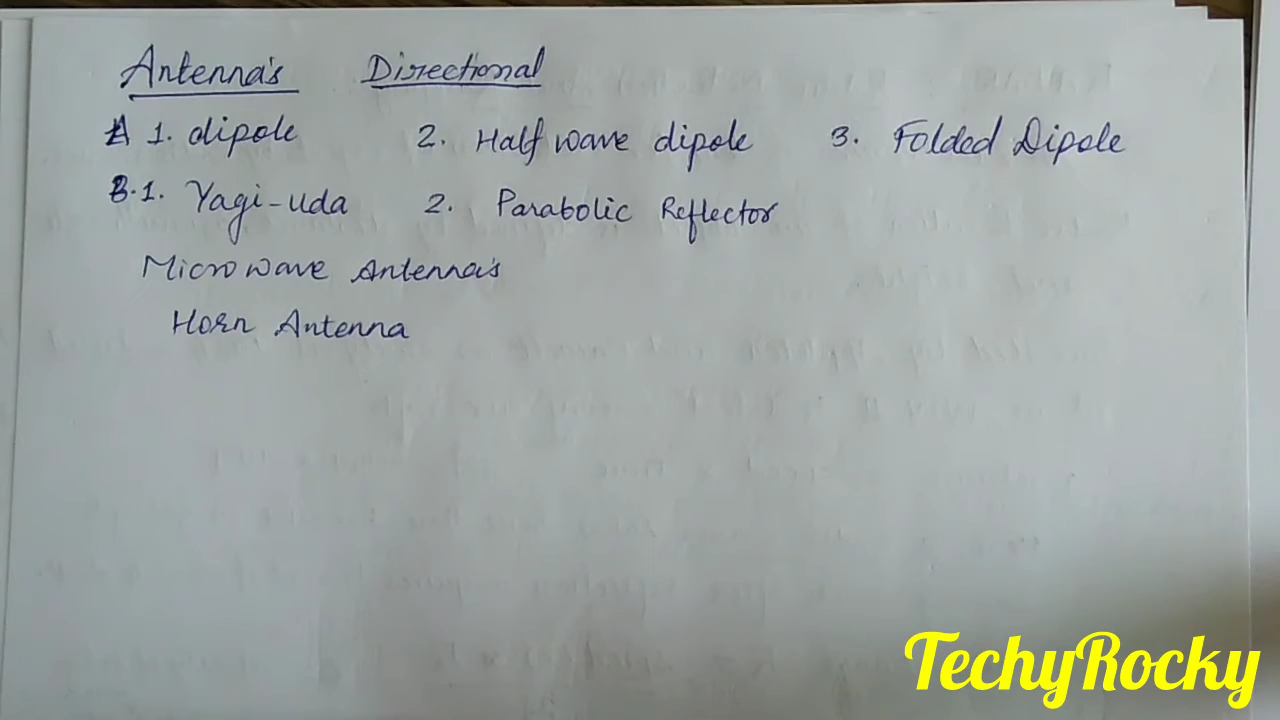 Antenna's Directional
A 1. dipole 2. Half wave dipole 3. Folded Dipole
B.1. Yagi-Uda 2. Parabolic Reflector
Microwave Antenna's
Horn Antenna
TechyRocky